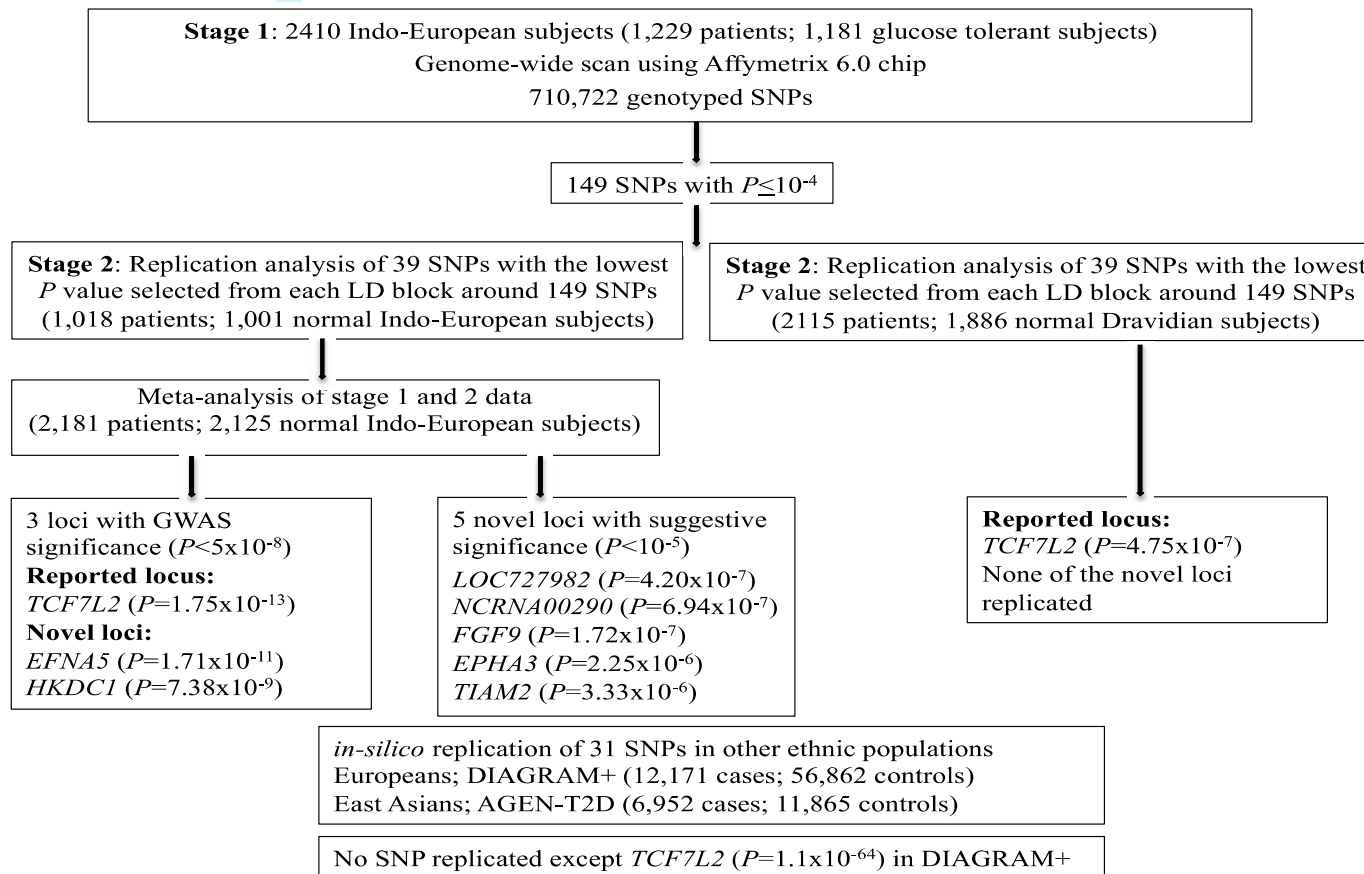 Stage 1: 2410 Indo-European subjects (1,229 patients; 1,181 glucose tolerant subjects)
Genome-wide scan using Affymetrix 6.0 chip
710,722 genotyped SNPs
149 SNPs with P≤10⁻⁴
Stage 2: Replication analysis of 39 SNPs with the lowest
P value selected from each LD block around 149 SNPs
(1,018 patients; 1,001 normal Indo-European subjects)
Stage 2: Replication analysis of 39 SNPs with the lowest
P value selected from each LD block around 149 SNPs
(2115 patients; 1,886 normal Dravidian subjects)
Meta-analysis of stage 1 and 2 data
(2,181 patients; 2,125 normal Indo-European subjects)
3 loci with GWAS
significance (P<5x10⁻⁸)
Reported locus:
TCF7L2 (P=1.75x10⁻¹³)
Novel loci:
EFNA5 (P=1.71x10⁻¹¹)
HKDC1 (P=7.38x10⁻⁹)
5 novel loci with suggestive
significance (P<10⁻⁵)
LOC727982 (P=4.20x10⁻⁷)
NCRNA00290 (P=6.94x10⁻⁷)
FGF9 (P=1.72x10⁻⁷)
EPHA3 (P=2.25x10⁻⁶)
TIAM2 (P=3.33x10⁻⁶)
Reported locus:
TCF7L2 (P=4.75x10⁻⁷)
None of the novel loci
replicated
in-silico replication of 31 SNPs in other ethnic populations
Europeans; DIAGRAM+ (12,171 cases; 56,862 controls)
East Asians; AGEN-T2D (6,952 cases; 11,865 controls)
No SNP replicated except TCF7L2 (P=1.1x10⁻⁶⁴) in DIAGRAM+